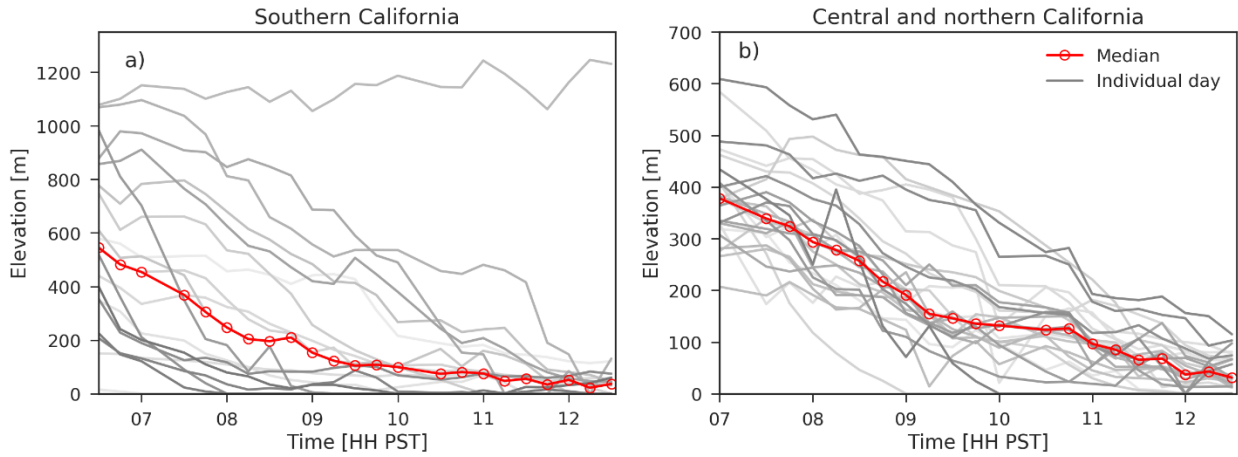 Southern California
a)
1200
1000
800
600
400
200
0
Elevation [m]
07 08 09 10 11 12
Time [HH PST]
Central and northern California
b)
Median
Individual day
700
600
500
400
300
200
100
0
Elevation [m]
07 08 09 10 11 12
Time [HH PST]